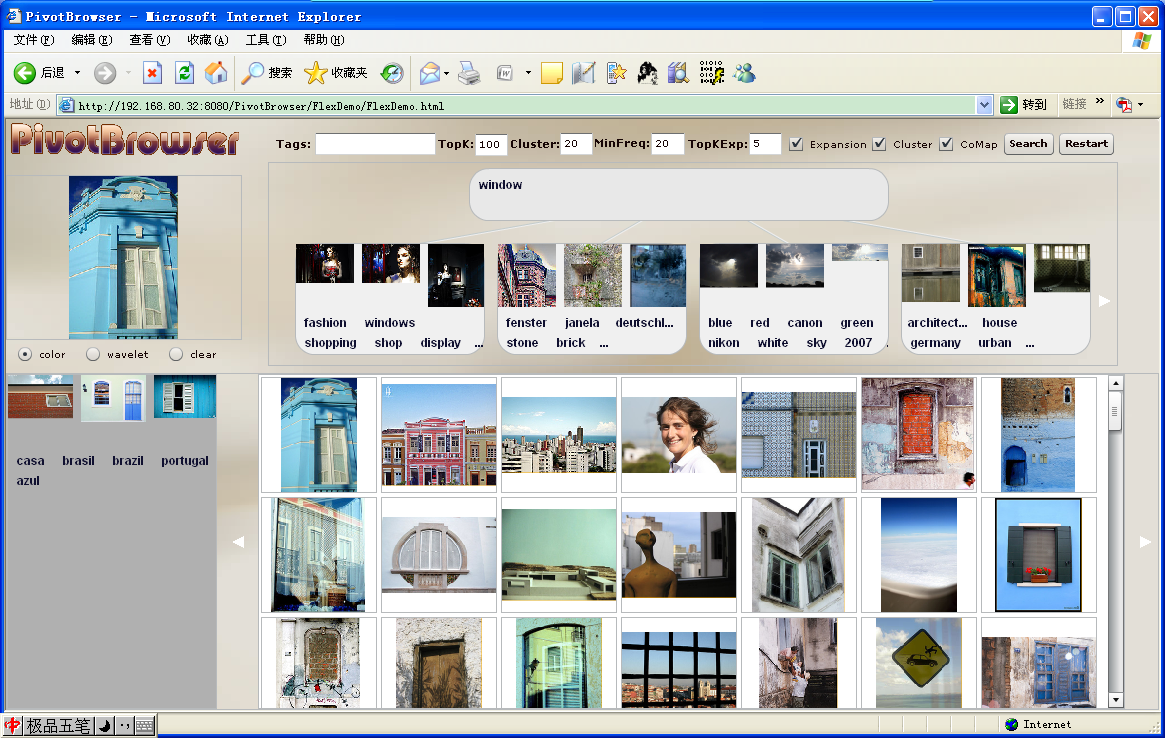 PivotBrowser - Microsoft Internet Explorer
文件(F) 编辑(E) 查看(V) 收藏(A) 工具(T) 帮助(H)
后退 搜索 收藏夹
地址(D) http://192.168.80.32:8080/PivotBrowser/FlexDemo/FlexDemo.html 转到 链接 »
PivotBrowser
Tags: TopK: 100 Cluster: 20 MinFreq: 20 TopKExp: 5 Expansion Cluster CoMap Search Restart
window
fashion windows
shopping shop display ...
fenster janela deutschl...
stone brick ...
blue red canon green
nikon white sky 2007
architect... house
germany urban ...
color wavelet clear
casa brasil brazil portugal
azul
中 极品五笔
Internet